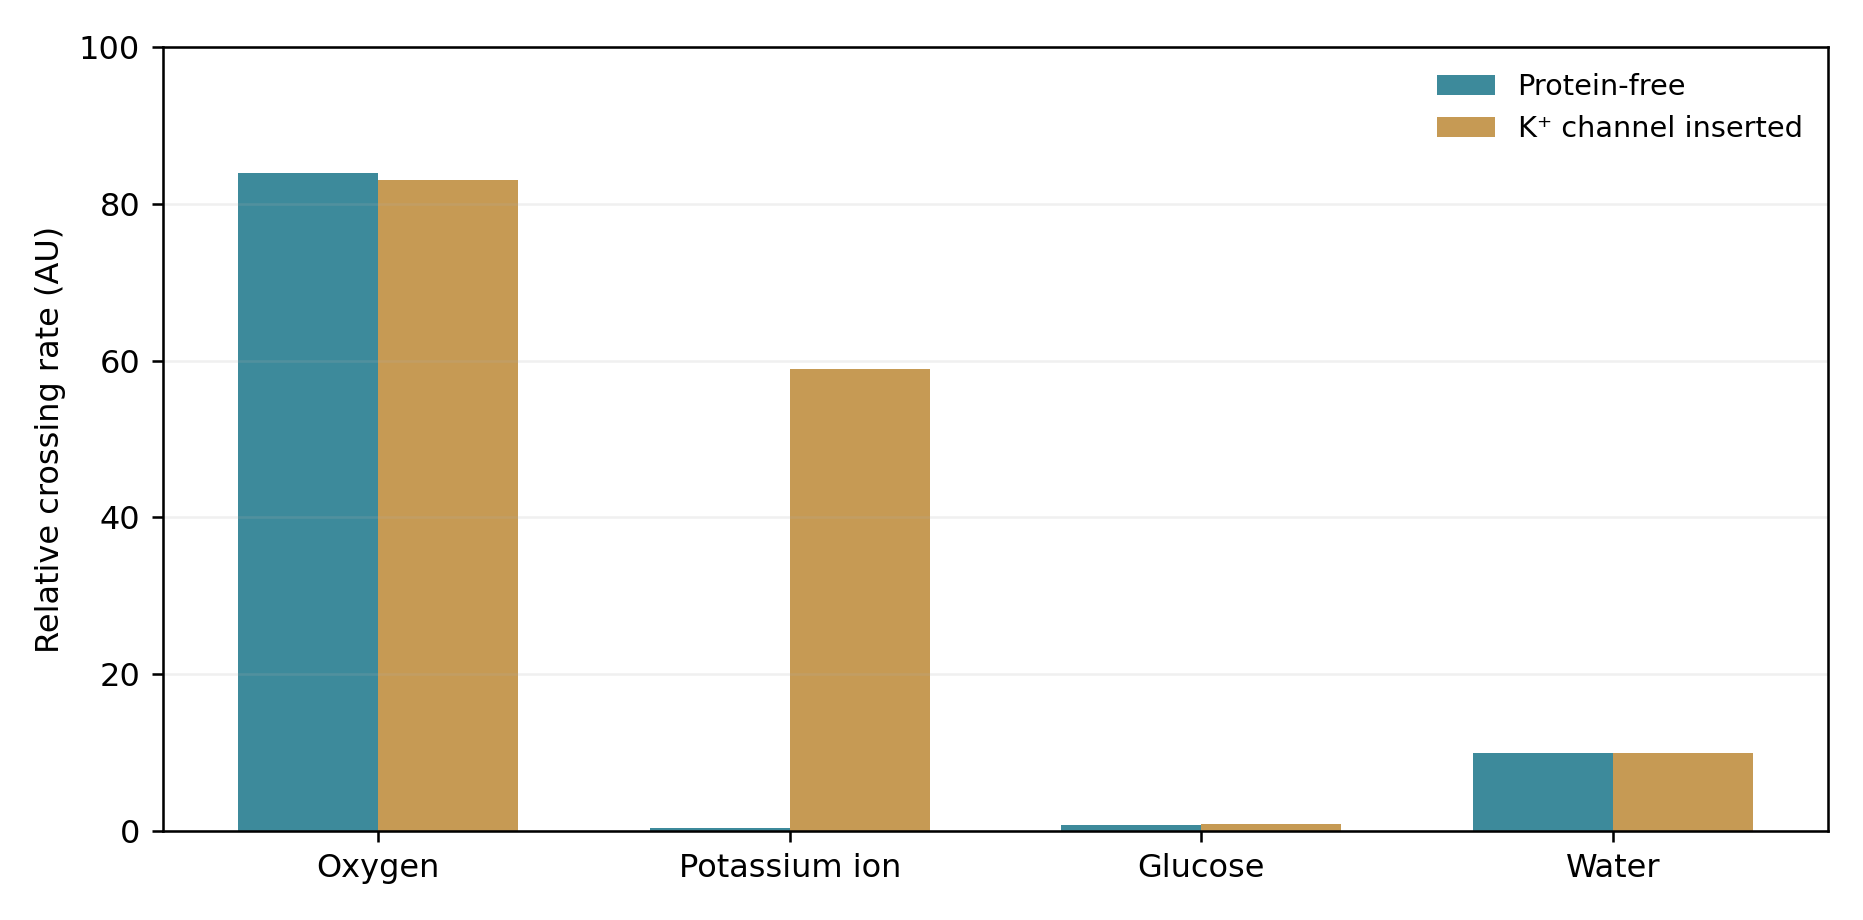 Relative crossing rate (AU)
100
80
60
40
20
0
Protein-free
K⁺ channel inserted
Oxygen
Potassium ion
Glucose
Water